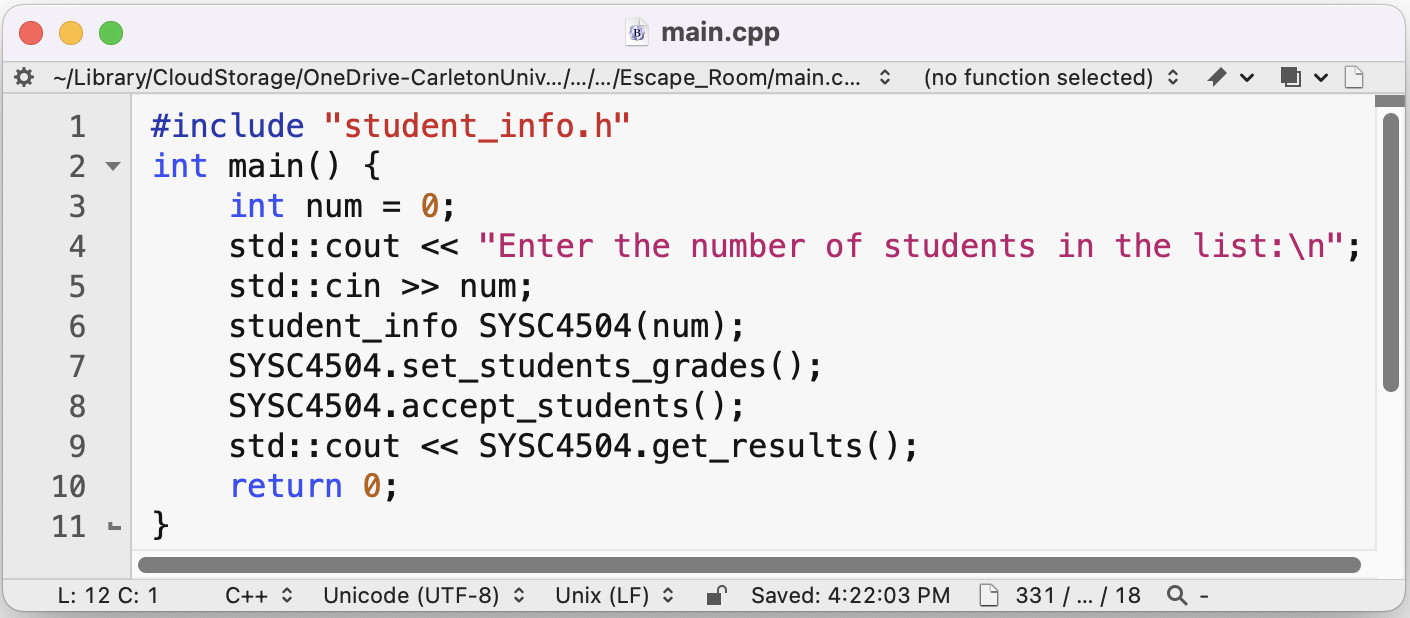 main.cpp
~/Library/CloudStorage/OneDrive-CarletonUniv…/…/…/Escape_Room/main.c… (no function selected)
1 #include "student_info.h"
2 int main() {
3 int num = 0;
4 std::cout << "Enter the number of students in the list:\n";
5 std::cin >> num;
6 student_info SYSC4504(num);
7 SYSC4504.set_students_grades();
8 SYSC4504.accept_students();
9 std::cout << SYSC4504.get_results();
10 return 0;
11 }
L: 12 C: 1 C++ Unicode (UTF-8) Unix (LF) Saved: 4:22:03 PM 331 / … / 18 -